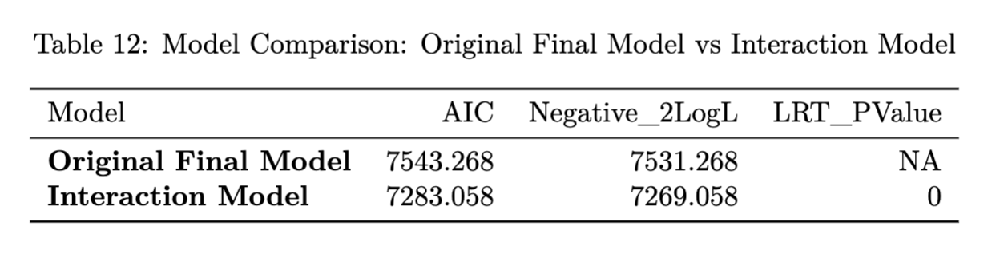 Table 12: Model Comparison: Original Final Model vs Interaction Model
Model AIC Negative_2LogL LRT_PValue
Original Final Model 7543.268 7531.268 NA
Interaction Model 7283.058 7269.058 0